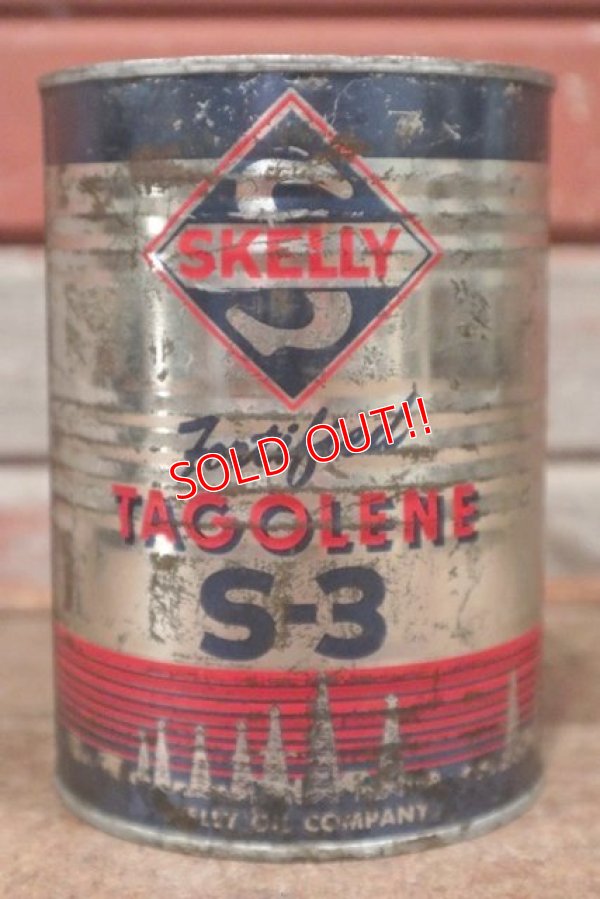 S
SKELLY
Fortified
SOLD OUT!!
TAGOLENE
S-3
OIL COMPANY